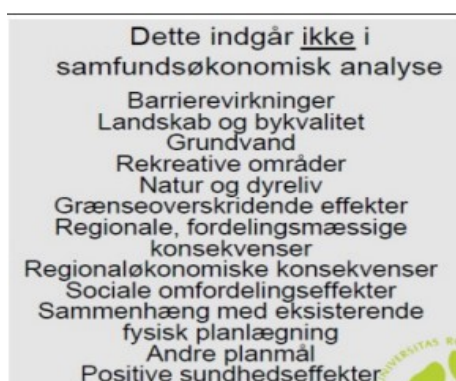 Dette indgår ikke i
samfundsøkonomisk analyse
Barrierevirkninger
Landskab og bykvalitet
Grundvand
Rekreative områder
Natur og dyreliv
Grænseoverskridende effekter
Regionale, fordelingsmæssige
konsekvenser
Regionaløkonomiske konsekvenser
Sociale omfordelingseffekter
Sammenhæng med eksisterende
fysisk planlægning
Andre planmål
Positive sundhedseffekter